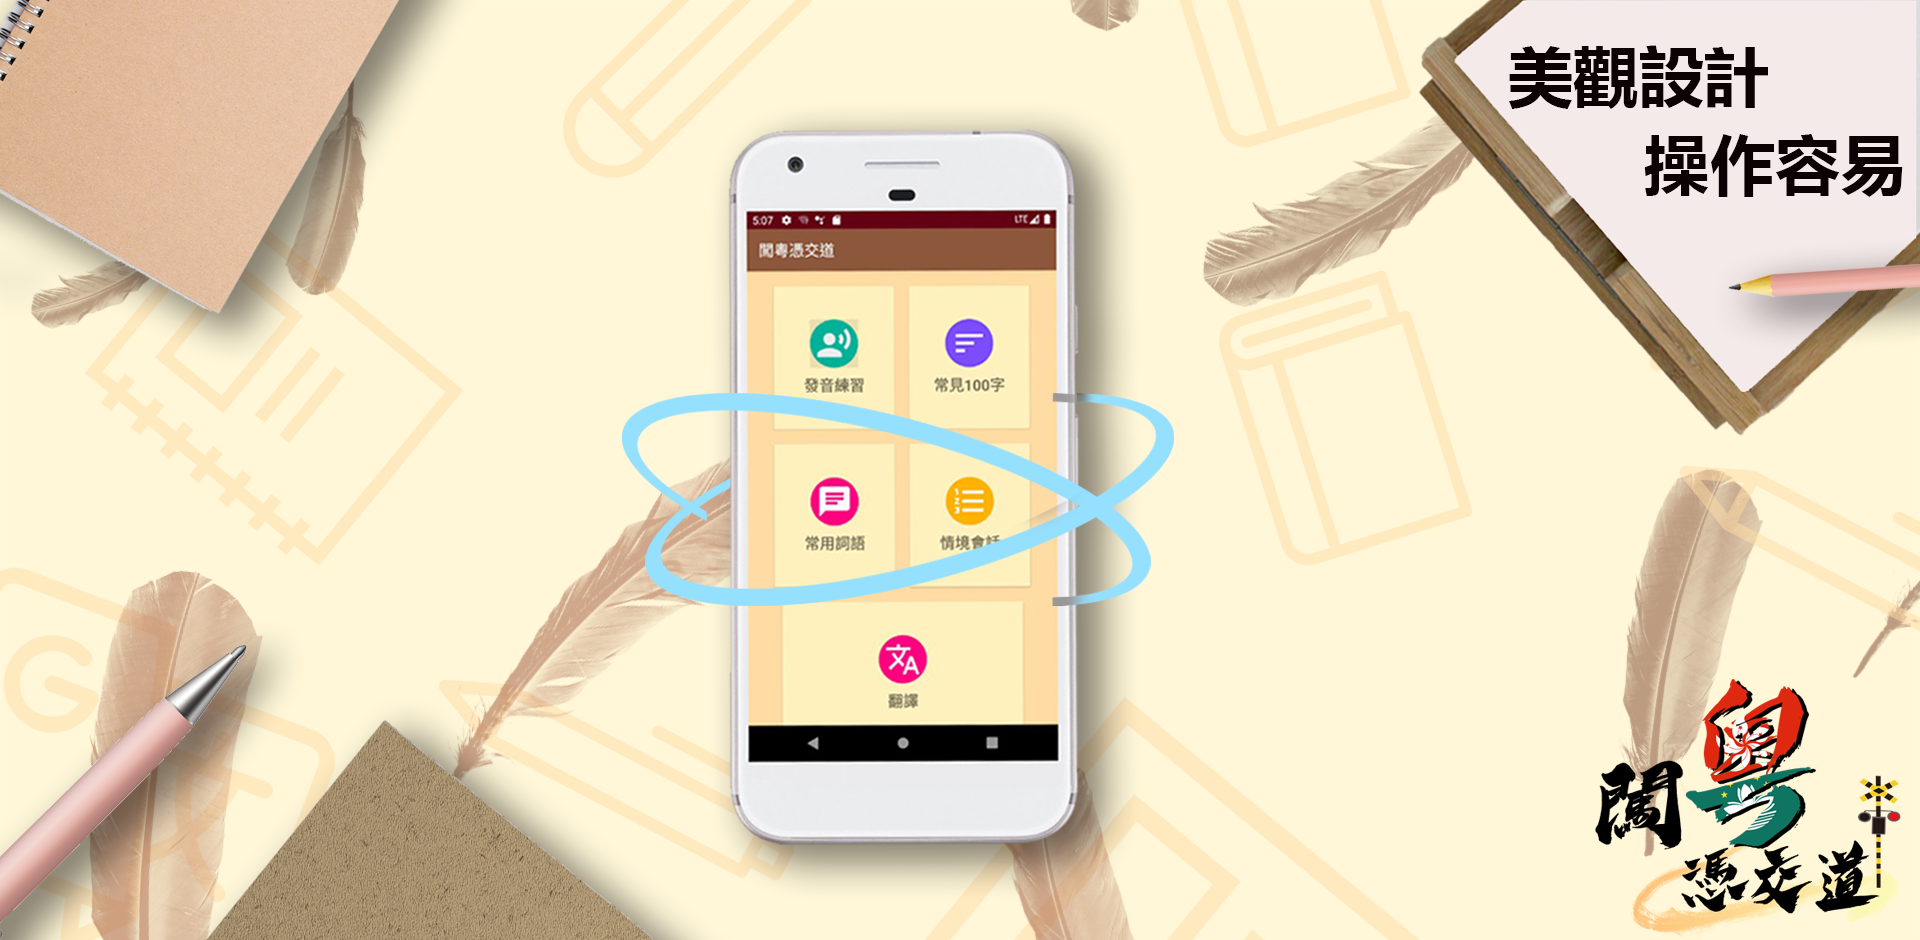 美觀設計
操作容易
5:07
LTE
闖粵憑交道
發音練習
常見100字
常用詞語
情境會話
翻譯
闖粵
憑交道